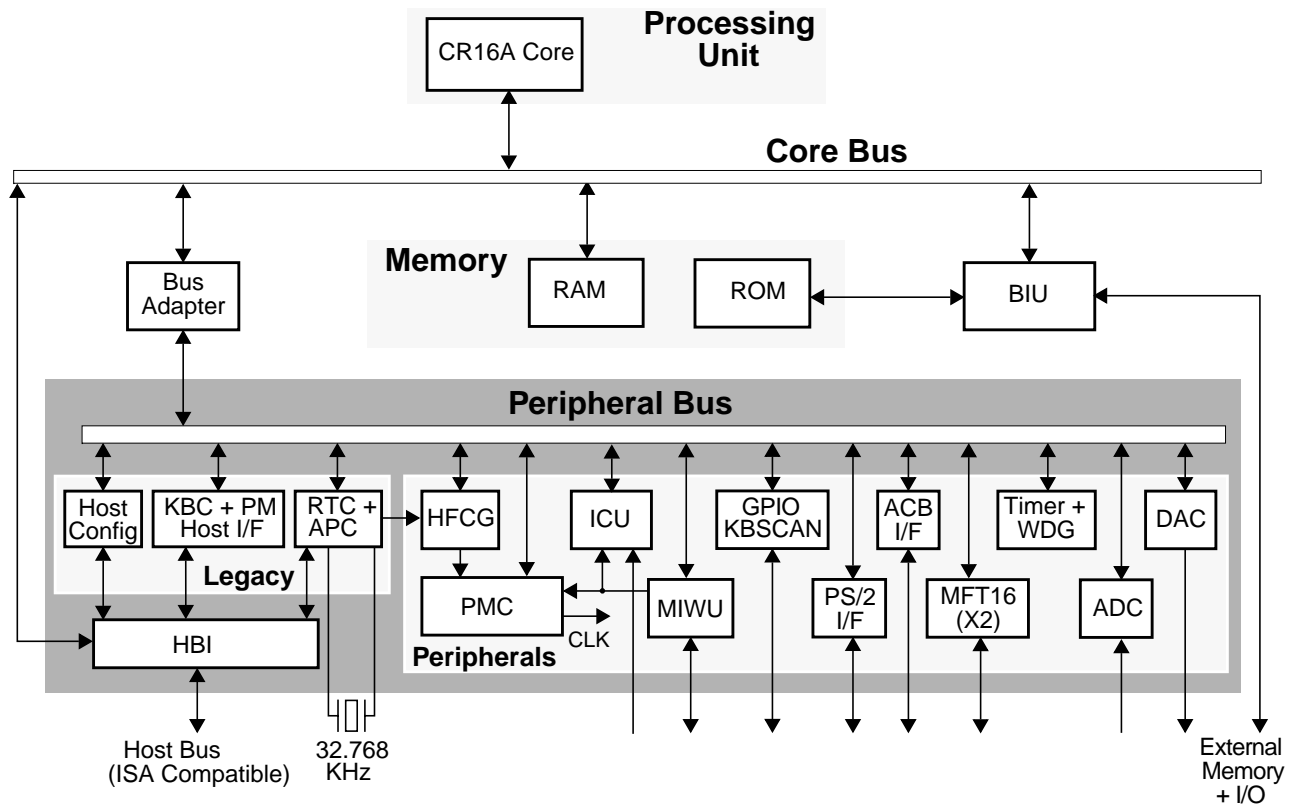 Processing
Unit
CR16A Core
Core Bus
Memory
Bus
Adapter
RAM
ROM
BIU
Peripheral Bus
Host
Config
KBC + PM
Host I/F
RTC +
APC
HFCG
ICU
GPIO
KBSCAN
ACB
I/F
Timer +
WDG
DAC
Legacy
PMC
MIWU
PS/2
I/F
MFT16
(X2)
ADC
CLK
HBI
Peripherals
Host Bus
(ISA Compatible)
32.768
KHz
External
Memory
+ I/O